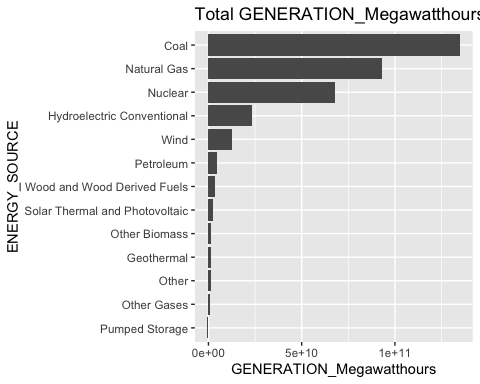 Total GENERATION_Megawatthours
ENERGY_SOURCE
Coal
Natural Gas
Nuclear
Hydroelectric Conventional
Wind
Petroleum
l Wood and Wood Derived Fuels
Solar Thermal and Photovoltaic
Other Biomass
Geothermal
Other
Other Gases
Pumped Storage
0e+00 5e+10 1e+11
GENERATION_Megawatthours